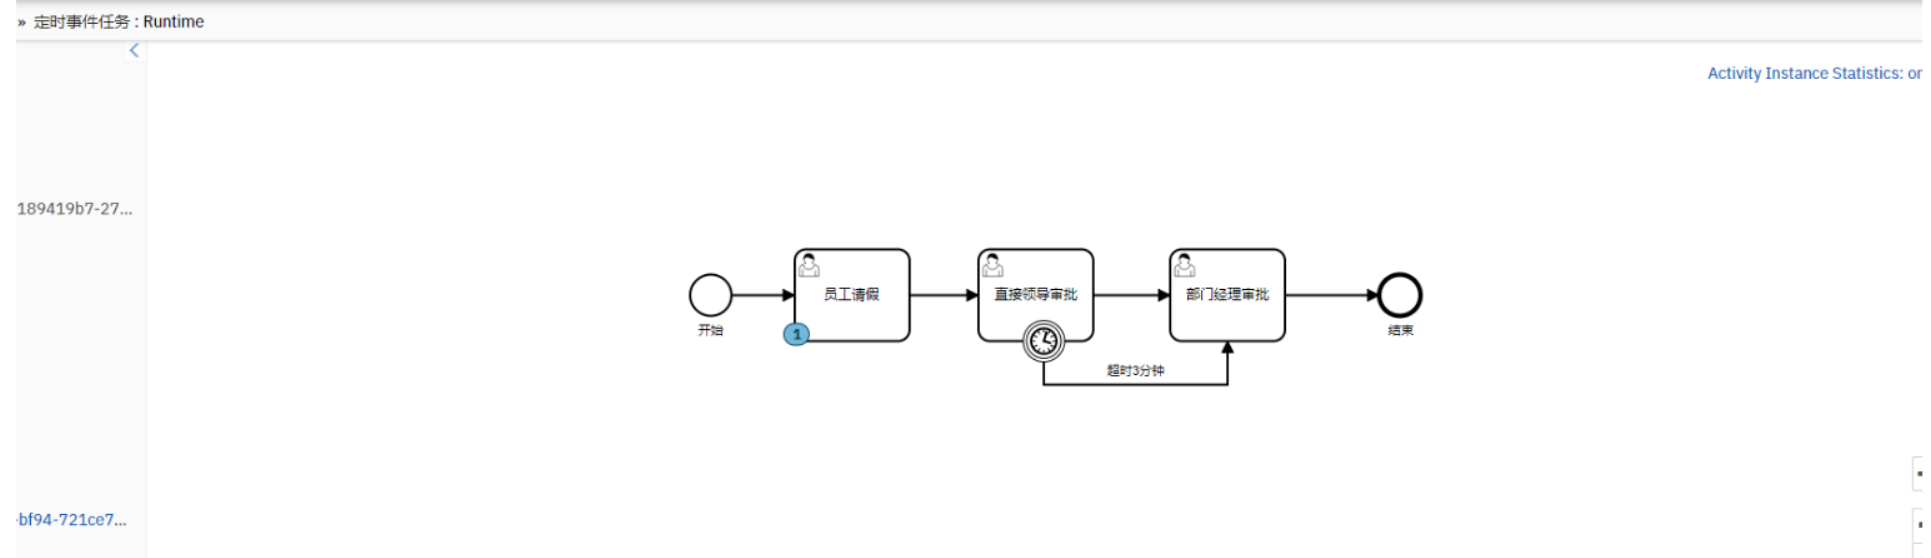 » 定时事件任务 : Runtime
Activity Instance Statistics: or
189419b7-27...
员工请假
直接领导审批
部门经理审批
1
开始
结束
超时3分钟
-bf94-721ce7...